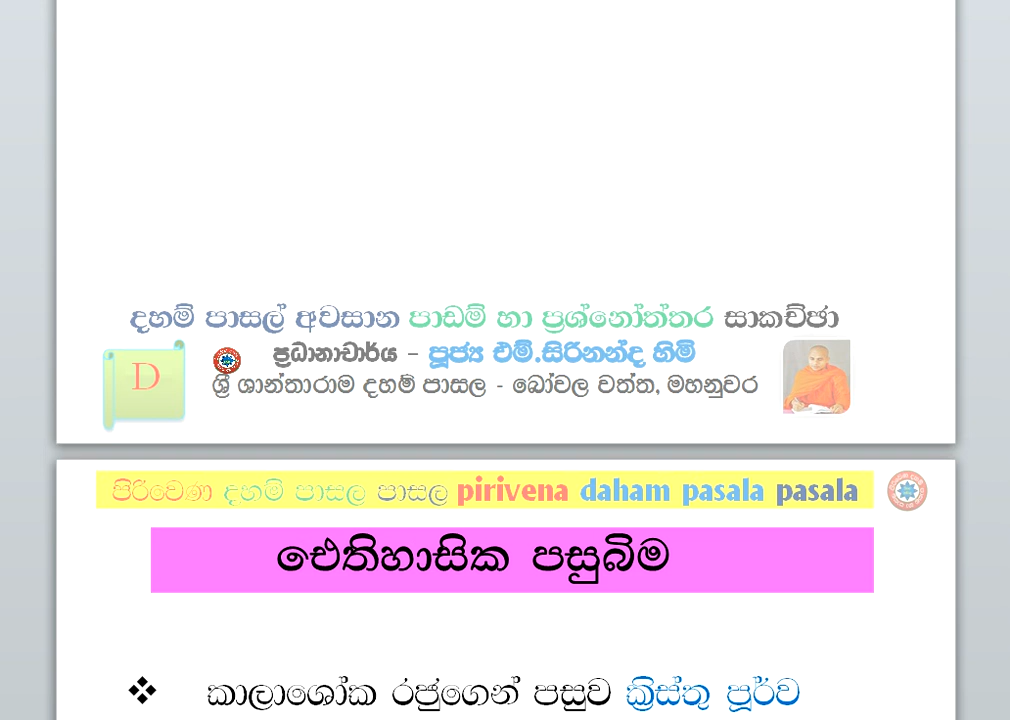 දහම් පාසල් අවසාන පාඩම් හා ප්‍රශ්නෝත්තර සාකච්ඡා
D
ප්‍රධානාචාර්ය – පූජ්‍ය එම්.සිරිනන්ද හිමි
ශ්‍රී ශාන්තාරාම දහම් පාසල - බෝවල වත්ත, මහනුවර
පිරිවෙණ දහම් පාසල පාසල pirivena daham pasala pasala
ඓතිහාසික පසුබිම
❖ කාලාශෝක රජුගෙන් පසුව ක්‍රිස්තු පූර්ව